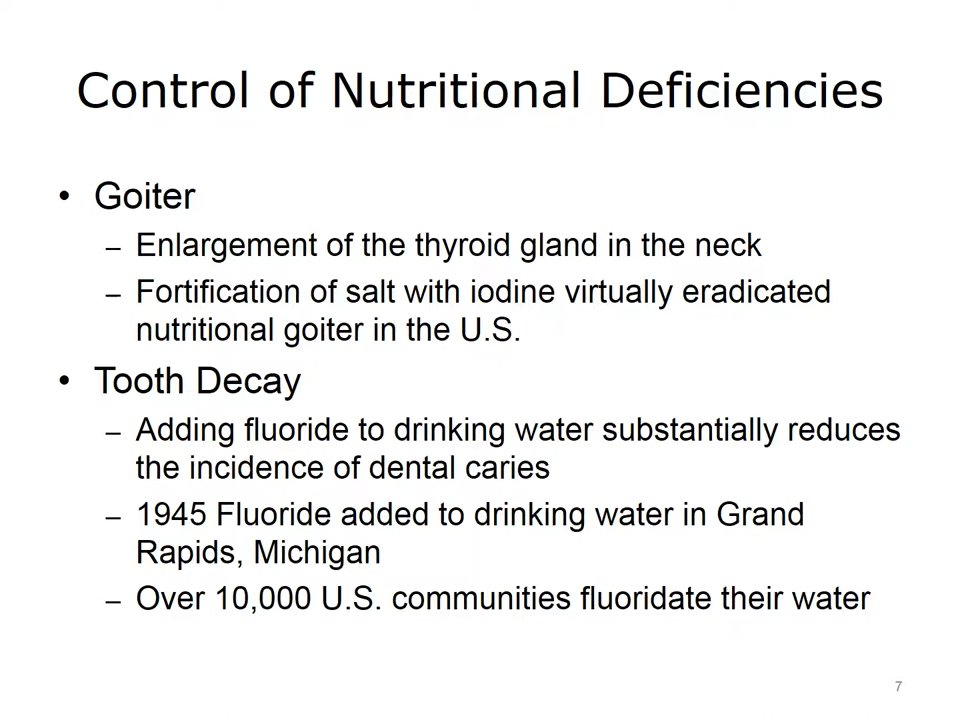 Control of Nutritional Deficiencies
• Goiter
– Enlargement of the thyroid gland in the neck
– Fortification of salt with iodine virtually eradicated
nutritional goiter in the U.S.
• Tooth Decay
– Adding fluoride to drinking water substantially reduces
the incidence of dental caries
– 1945 Fluoride added to drinking water in Grand
Rapids, Michigan
– Over 10,000 U.S. communities fluoridate their water
7